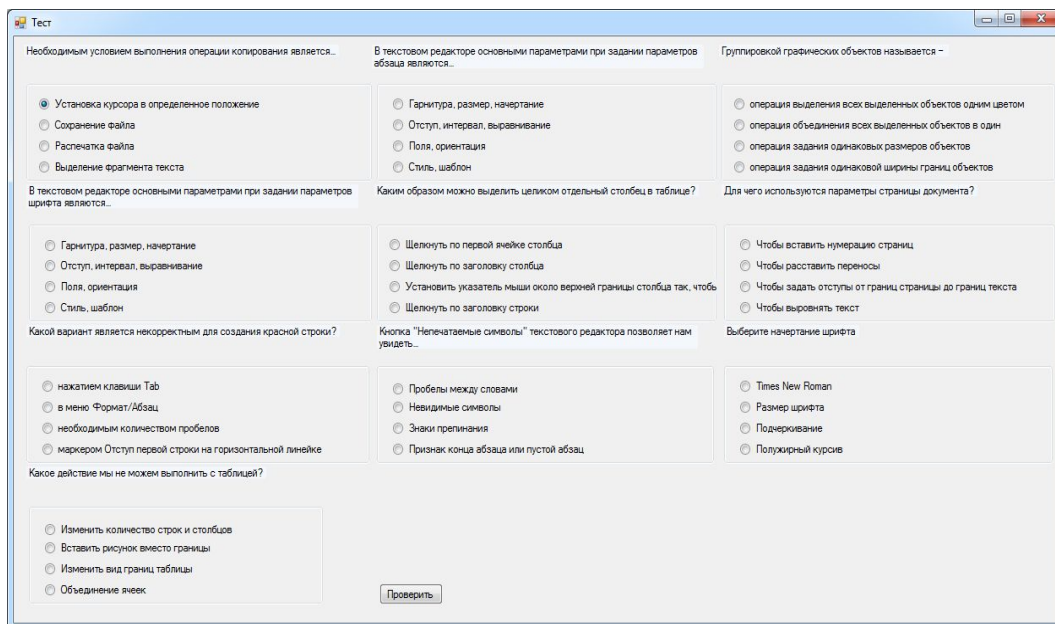 Тест
Необходимым условием выполнения операции копирования является...
Установка курсора в определенное положение
Сохранение файла
Распечатка файла
Выделение фрагмента текста
В текстовом редакторе основными параметрами при задании параметров
абзаца являются...
Гарнитура, размер, начертание
Отступ, интервал, выравнивание
Поля, ориентация
Стиль, шаблон
Группировкой графических объектов называется –
операция выделения всех выделенных объектов одним цветом
операция объединения всех выделенных объектов в один
операция задания одинаковых размеров объектов
операция задания одинаковой ширины границ объектов
В текстовом редакторе основными параметрами при задании параметров
шрифта являются...
Гарнитура, размер, начертание
Отступ, интервал, выравнивание
Поля, ориентация
Стиль, шаблон
Каким образом можно выделить целиком отдельный столбец в таблице?
Щелкнуть по первой ячейке столбца
Щелкнуть по заголовку столбца
Установить указатель мыши около верхней границы столбца так, чтобы
Щелкнуть по заголовку строки
Для чего используются параметры страницы документа?
Чтобы вставить нумерацию страниц
Чтобы расставить переносы
Чтобы задать отступы от границ страницы до границ текста
Чтобы выровнять текст
Какой вариант является некорректным для создания красной строки?
нажатием клавиши Tab
в меню Формат/Абзац
необходимым количеством пробелов
маркером Отступ первой строки на горизонтальной линейке
Кнопка "Непечатаемые символы" текстового редактора позволяет нам
увидеть...
Пробелы между словами
Невидимые символы
Знаки препинания
Признак конца абзаца или пустой абзац
Выберите начертание шрифта
Times New Roman
Размер шрифта
Подчеркивание
Полужирный курсив
Какое действие мы не можем выполнить с таблицей?
Изменить количество строк и столбцов
Вставить рисунок вместо границы
Изменить вид границ таблицы
Объединение ячеек
Проверить